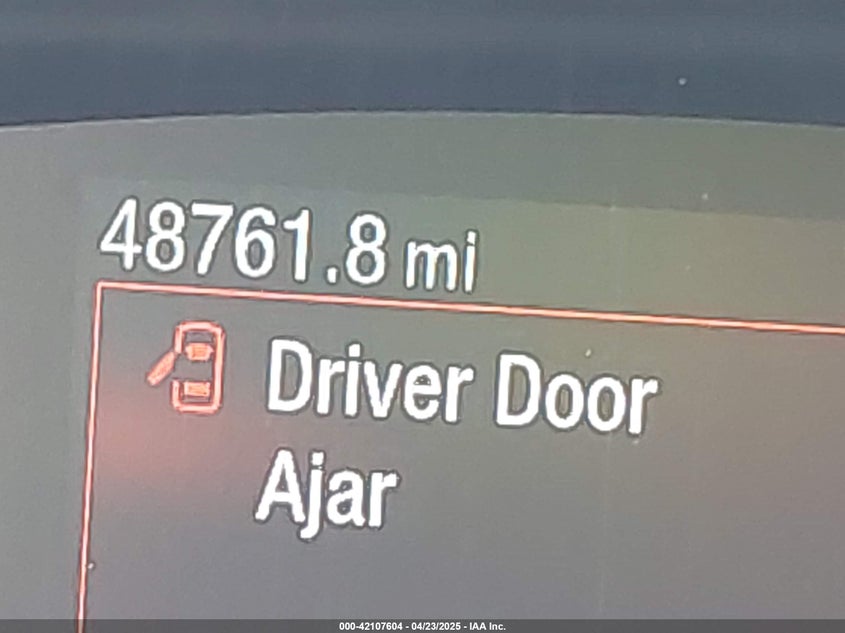 48761.8 mi
Driver Door
Ajar
000-42107604 - 04/23/2025 - IAA Inc.